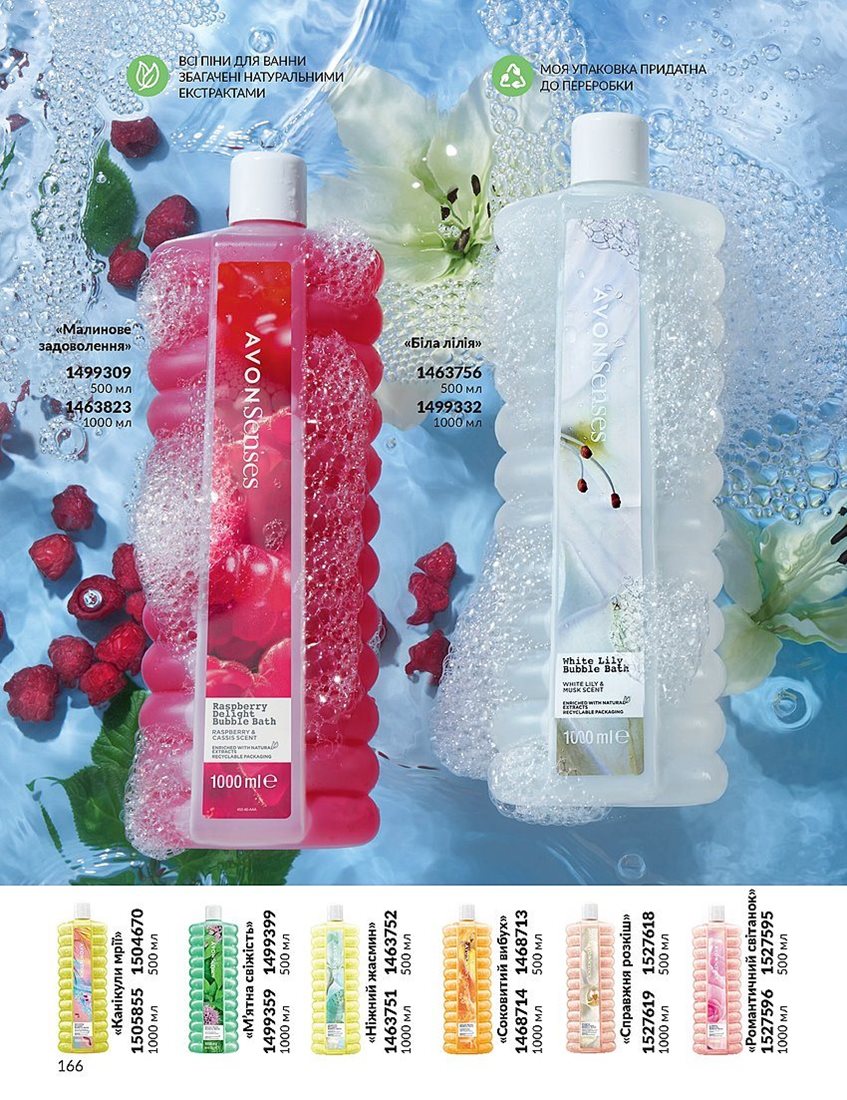 ВСІ ПІНИ ДЛЯ ВАННИ
ЗБАГАЧЕНІ НАТУРАЛЬНИМИ
ЕКСТРАКТАМИ
МОЯ УПАКОВКА ПРИДАТНА
ДО ПЕРЕРОБКИ
«Малинове
задоволення»
1499309
500 мл
1463823
1000 мл
AVON Senses
Raspberry
Delight
Bubble Bath
RASPBERRY &
CASSIS SCENT
ENRICHED WITH NATURAL
EXTRACTS
RECYCLABLE PACKAGING
1000 ml e
«Біла лілія»
1463756
500 мл
1499332
1000 мл
AVON Senses
White Lily
Bubble Bath
WHITE LILY &
MUSK SCENT
ENRICHED WITH NATURAL
EXTRACTS
RECYCLABLE PACKAGING
1000 ml e
«Канікули мрії»
1505855 1504670
1000 мл 500 мл
«М'ятна свіжість»
1499359 1499399
1000 мл 500 мл
«Ніжний жасмин»
1463751 1463752
1000 мл 500 мл
«Соковитий вибух»
1468714 1468713
1000 мл 500 мл
«Справжня розкіш»
1527619 1527618
1000 мл 500 мл
«Романтичний світанок»
1527596 1527595
1000 мл 500 мл
166